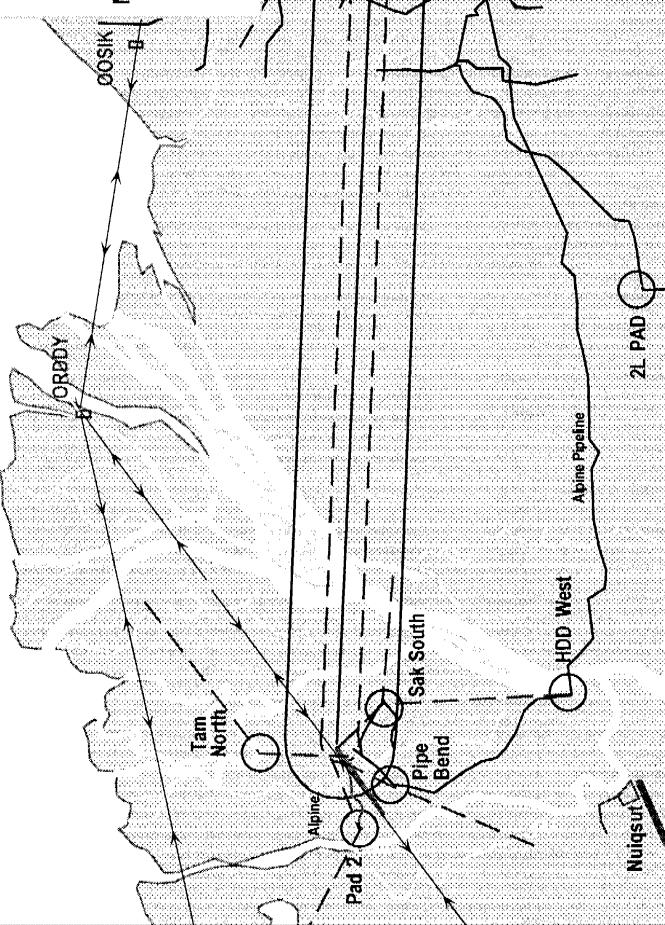 OOSIK
ORDDY
2L PAD
Alpine Pipeline
HDD West
Sak South
Tam
North
Pipe
Bend
Alpine
Pad 2
Nuiqsut